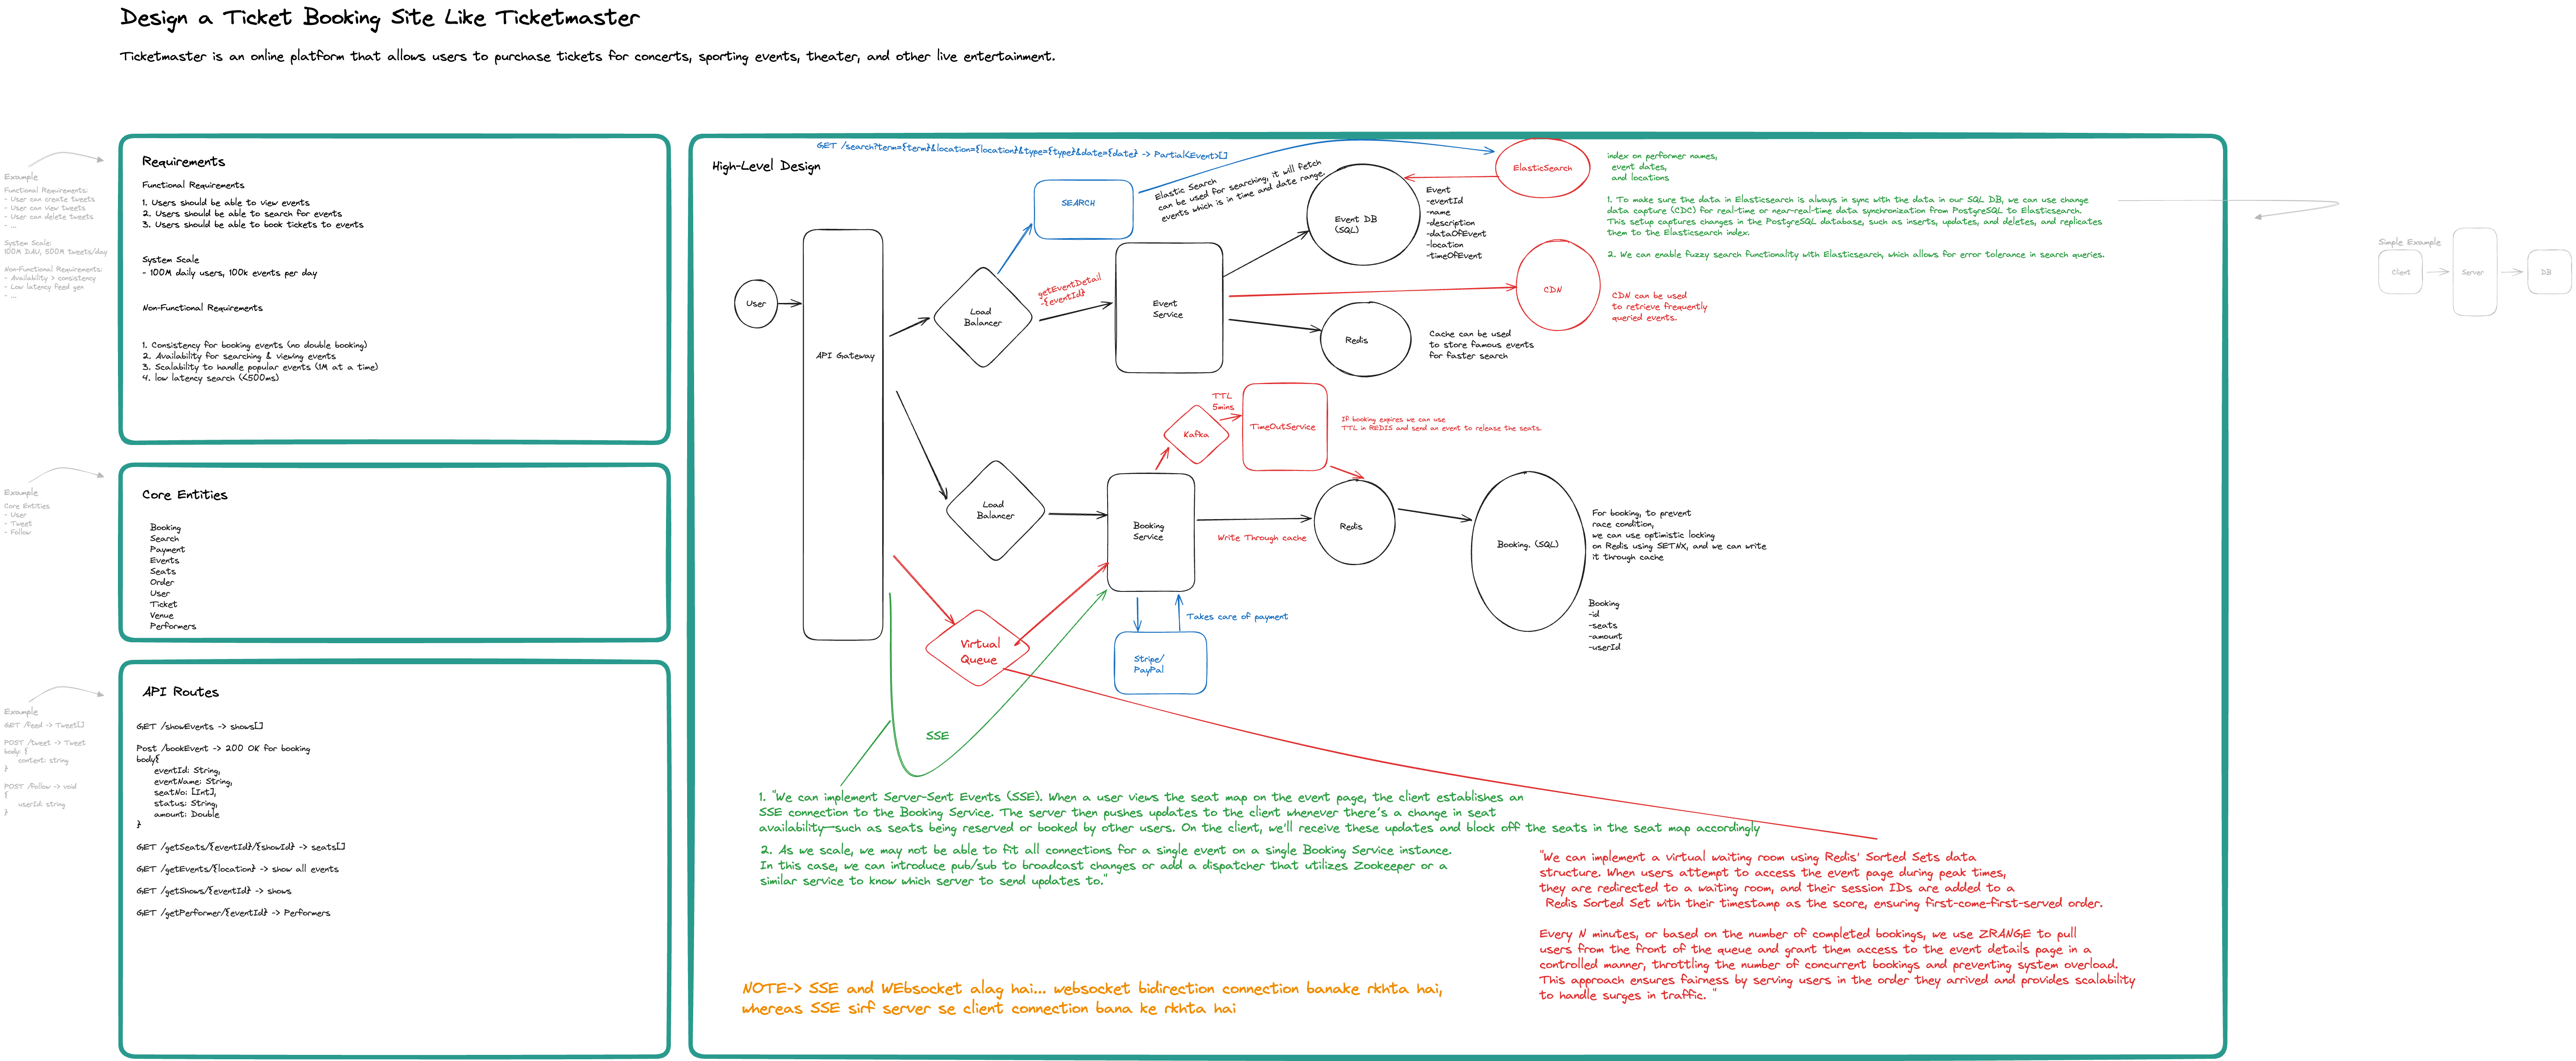 Design a Ticket Booking Site Like Ticketmaster
Ticketmaster is an online platform that allows users to purchase tickets for concerts, sporting events, theater, and other live entertainment.
Example
Functional Requirements:
- User can create tweets
- User can view tweets
- User can delete tweets
- ...
System Scale:
100M DAU, 500M tweets/day
Non-Functional Requirements:
- Availability > consistency
- Low latency feed gen
- ...
Requirements
Functional Requirements
1. Users should be able to view events
2. Users should be able to search for events
3. Users should be able to book tickets to events
System Scale
- 100M daily users, 100k events per day
Non-Functional Requirements
1. Consistency for booking events (no double booking)
2. Availability for searching & viewing events
3. Scalability to handle popular events (1M at a time)
4. low latency search (<500ms)
Example
Core Entities
- User
- Tweet
- Follow
Core Entities
Booking
Search
Payment
Events
Seats
Order
User
Ticket
Venue
Performers
Example
GET /feed -> Tweet[]
POST /tweet -> Tweet
body: {
content: string
}
POST /follow -> void
{
userId: string
}
API Routes
GET /showEvents -> shows[]
Post /bookEvent -> 200 OK for booking
body{
eventId: String,
eventName: String,
seatNo: [Int],
status: String,
amount: Double
}
GET /getSeats/{eventId}/{showId} -> seats[]
GET /getEvents/{location} -> show all events
GET /getShows/{eventId} -> shows
GET /getPerformer/{eventId} -> Performers
High-Level Design
GET /search?term={term}&location={location}&type={type}&date={date} -> Partial<Event>[]
SEARCH
Elastic Search
can be used for searching, it will fetch
events which is in time and date range.
ElasticSearch
index on performer names,
event dates,
and locations
1. To make sure the data in Elasticsearch is always in sync with the data in our SQL DB, we can use change
data capture (CDC) for real-time or near-real-time data synchronization from PostgreSQL to Elasticsearch.
This setup captures changes in the PostgreSQL database, such as inserts, updates, and deletes, and replicates
them to the Elasticsearch index.
2. We can enable fuzzy search functionality with Elasticsearch, which allows for error tolerance in search queries.
Event DB
(SQL)
Event
-eventId
-name
-description
-dataOfEvent
-location
-timeOfEvent
User
API Gateway
Load
Balancer
getEventDetail
-{eventId}
Event
Service
CDN
CDN can be used
to retrieve frequently
queried events.
Redis
Cache can be used
to store famous events
for faster search
Kafka
TTL
5mins
TimeOutService
If booking expires we can use
TTL in REDIS and send an event to release the seats.
Load
Balancer
Booking
Service
Write Through cache
Redis
Booking. (SQL)
For booking, to prevent
race condition,
we can use optimistic locking
on Redis using SETNX, and we can write
it through cache
Booking
-id
-seats
-amount
-userId
Virtual
Queue
Takes care of payment
Stripe/
PayPal
SSE
1. "We can implement Server-Sent Events (SSE). When a user views the seat map on the event page, the client establishes an
SSE connection to the Booking Service. The server then pushes updates to the client whenever there's a change in seat
availability—such as seats being reserved or booked by other users. On the client, we'll receive these updates and block off the seats in the seat map accordingly
2. As we scale, we may not be able to fit all connections for a single event on a single Booking Service instance.
In this case, we can introduce pub/sub to broadcast changes or add a dispatcher that utilizes Zookeeper or a
similar service to know which server to send updates to."
"We can implement a virtual waiting room using Redis' Sorted Sets data
structure. When users attempt to access the event page during peak times,
they are redirected to a waiting room, and their session IDs are added to a
Redis Sorted Set with their timestamp as the score, ensuring first-come-first-served order.
Every N minutes, or based on the number of completed bookings, we use ZRANGE to pull
users from the front of the queue and grant them access to the event details page in a
controlled manner, throttling the number of concurrent bookings and preventing system overload.
This approach ensures fairness by serving users in the order they arrived and provides scalability
to handle surges in traffic. "
NOTE-> SSE and WEbsocket alag hai... websocket bidirection connection banake rkhta hai,
whereas SSE sirf server se client connection bana ke rkhta hai
Simple Example
Client
Server
DB